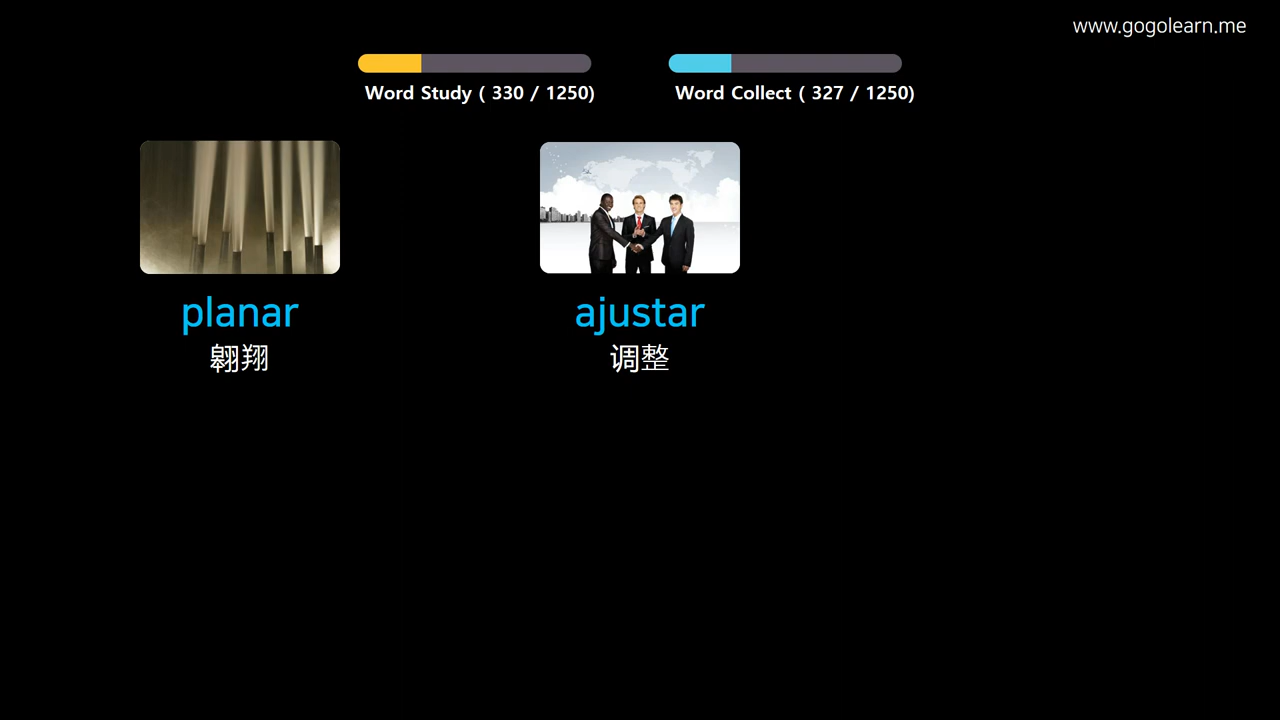 www.gogolearn.me
Word Study ( 330 / 1250)
Word Collect ( 327 / 1250)
planar
翱翔
ajustar
调整